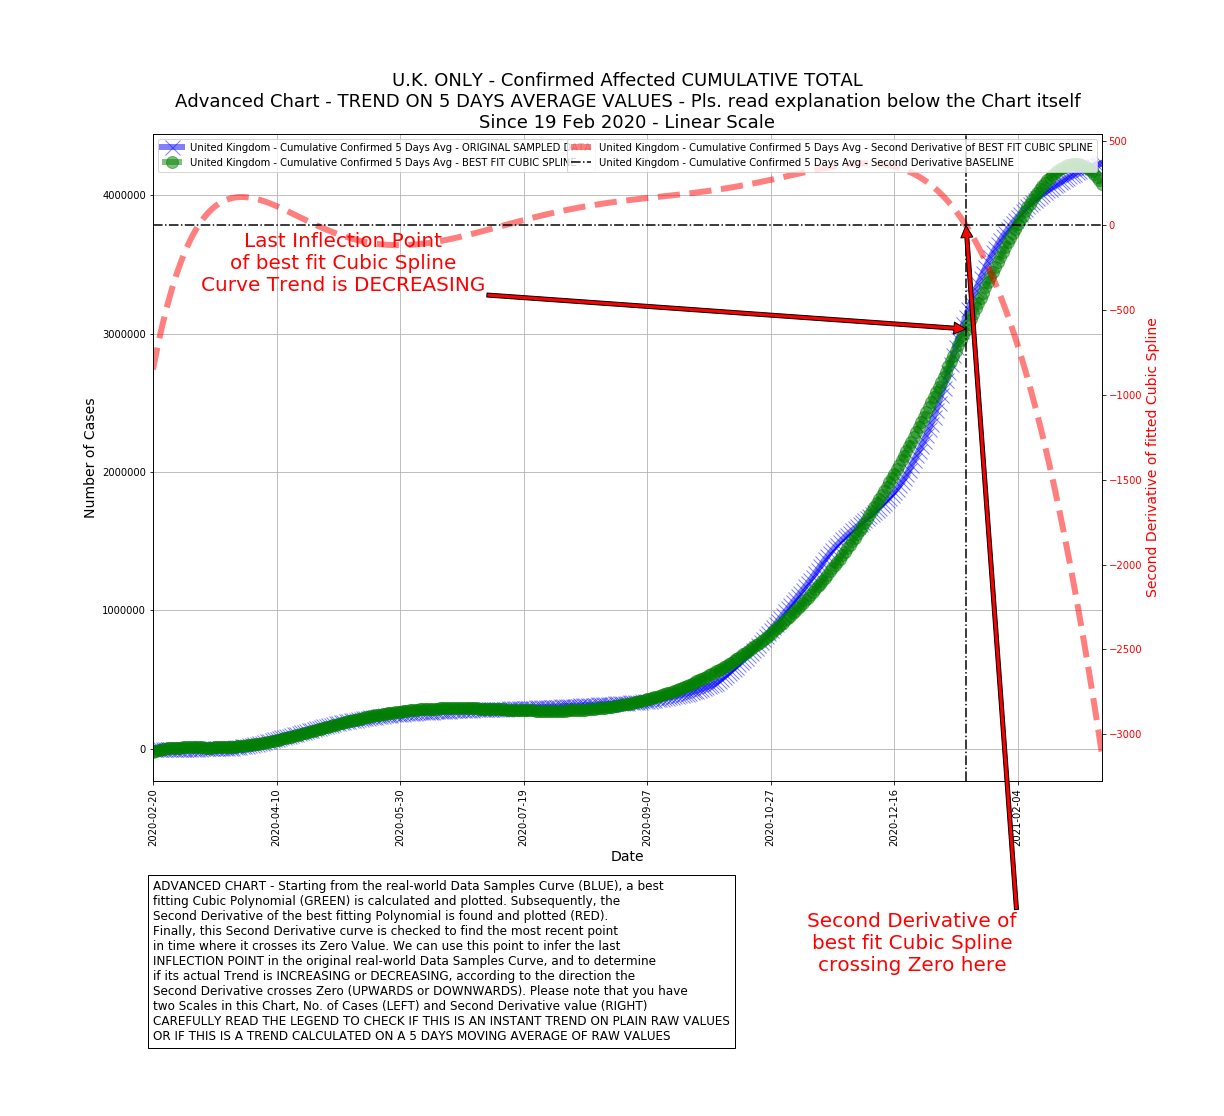 U.K. ONLY - Confirmed Affected CUMULATIVE TOTAL
Advanced Chart - TREND ON 5 DAYS AVERAGE VALUES - Pls. read explanation below the Chart itself
Since 19 Feb 2020 - Linear Scale
United Kingdom - Cumulative Confirmed 5 Days Avg - ORIGINAL SAMPLED
United Kingdom - Cumulative Confirmed 5 Days Avg - BEST FIT CUBIC
United Kingdom - Cumulative Confirmed 5 Days Avg - Second Derivative of BEST FIT CUBIC SPLINE
United Kingdom - Cumulative Confirmed 5 Days Avg - Second Derivative BASELINE
4000000
3000000
2000000
1000000
0
Number of Cases
500
0
−500
−1000
−1500
−2000
−2500
−3000
Second Derivative of fitted Cubic Spline
Last Inflection Point
of best fit Cubic Spline
Curve Trend is DECREASING
2020-02-20
2020-04-10
2020-05-30
2020-07-19
2020-09-07
2020-10-27
2020-12-16
2021-02-04
Date
Second Derivative of
best fit Cubic Spline
crossing Zero here
ADVANCED CHART - Starting from the real-world Data Samples Curve (BLUE), a best
fitting Cubic Polynomial (GREEN) is calculated and plotted. Subsequently, the
Second Derivative of the best fitting Polynomial is found and plotted (RED).
Finally, this Second Derivative curve is checked to find the most recent point
in time where it crosses its Zero Value. We can use this point to infer the last
INFLECTION POINT in the original real-world Data Samples Curve, and to determine
if its actual Trend is INCREASING or DECREASING, according to the direction the
Second Derivative crosses Zero (UPWARDS or DOWNWARDS). Please note that you have
two Scales in this Chart, No. of Cases (LEFT) and Second Derivative value (RIGHT)
CAREFULLY READ THE LEGEND TO CHECK IF THIS IS AN INSTANT TREND ON PLAIN RAW VALUES
OR IF THIS IS A TREND CALCULATED ON A 5 DAYS MOVING AVERAGE OF RAW VALUES